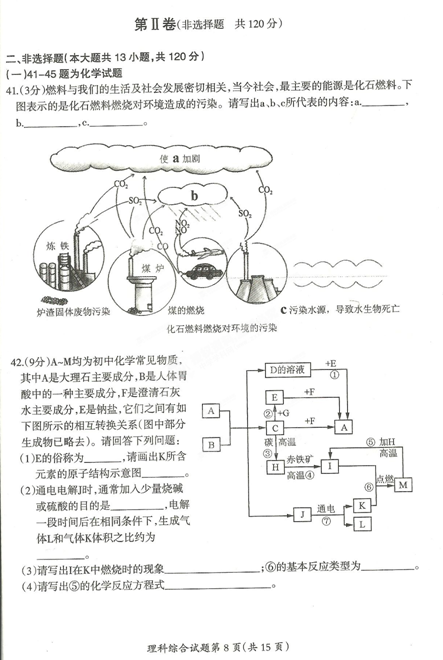 第Ⅱ卷(非选择题 共120分)
二、非选择题(本大题共13小题,共120分)
(一)41-45题为化学试题
41.(3分)燃料与我们的生活及社会发展密切相关,当今社会,最主要的能源是化石燃料。下
图表示的是化石燃料燃烧对环境造成的污染。请写出a、b、c所代表的内容:a.________,
b.________,c.________。
使 a 加剧
CO₂
CO₂
CO₂
b
SO₂
SO₂
NO
NO₂
CO
炼铁
煤炉
炉渣固体废物污染
煤的燃烧
C污染水源,导致水生物死亡
化石燃料燃烧对环境的污染
42.(9分)A~M均为初中化学常见物质,
其中A是大理石主要成分,B是人体胃
酸中的一种主要成分,F是澄清石灰
水主要成分,E是钠盐,它们之间有如
下图所示的相互转换关系(图中部分
生成物已略去)。请回答下列问题:
(1)E的俗称为______,请画出K所含
元素的原子结构示意图______。
(2)通电电解J时,通常加入少量烧碱
或硫酸的目的是________,电解
一段时间后在相同条件下,生成气
体L和气体K体积之比约为
________。
D的溶液
+E
①
E
+F
②
+G
A
B
C
+F
A
碳
高温
③
⑤ 加H
高温
H
赤铁矿
高温④
I
点燃
⑥
M
J
通电
⑦
K
L
(3)请写出I在K中燃烧时的现象________________;⑥的基本反应类型为________。
(4)请写出⑤的化学反应方程式________________。
理科综合试题第8页(共15页)